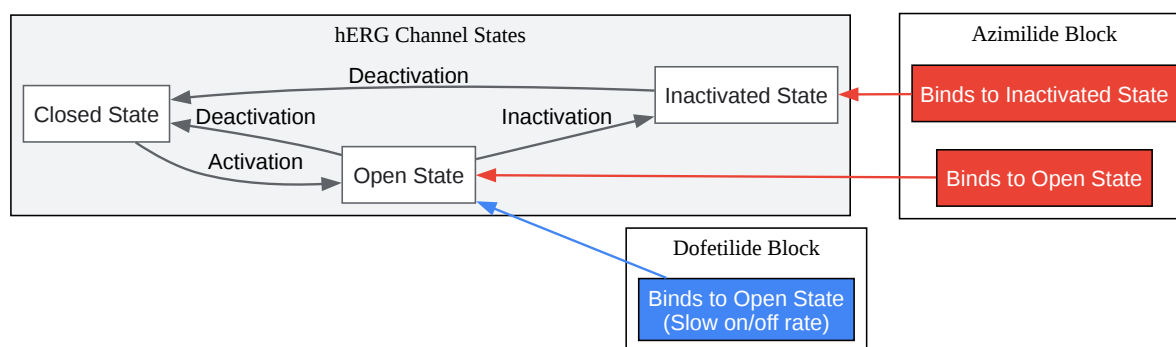 hERG Channel States
Azimilide Block
Deactivation
Closed State
Deactivation
Inactivation
Inactivated State
Binds to Inactivated State
Activation
Open State
Binds to Open State
Dofetilide Block
Binds to Open State
(Slow on/off rate)